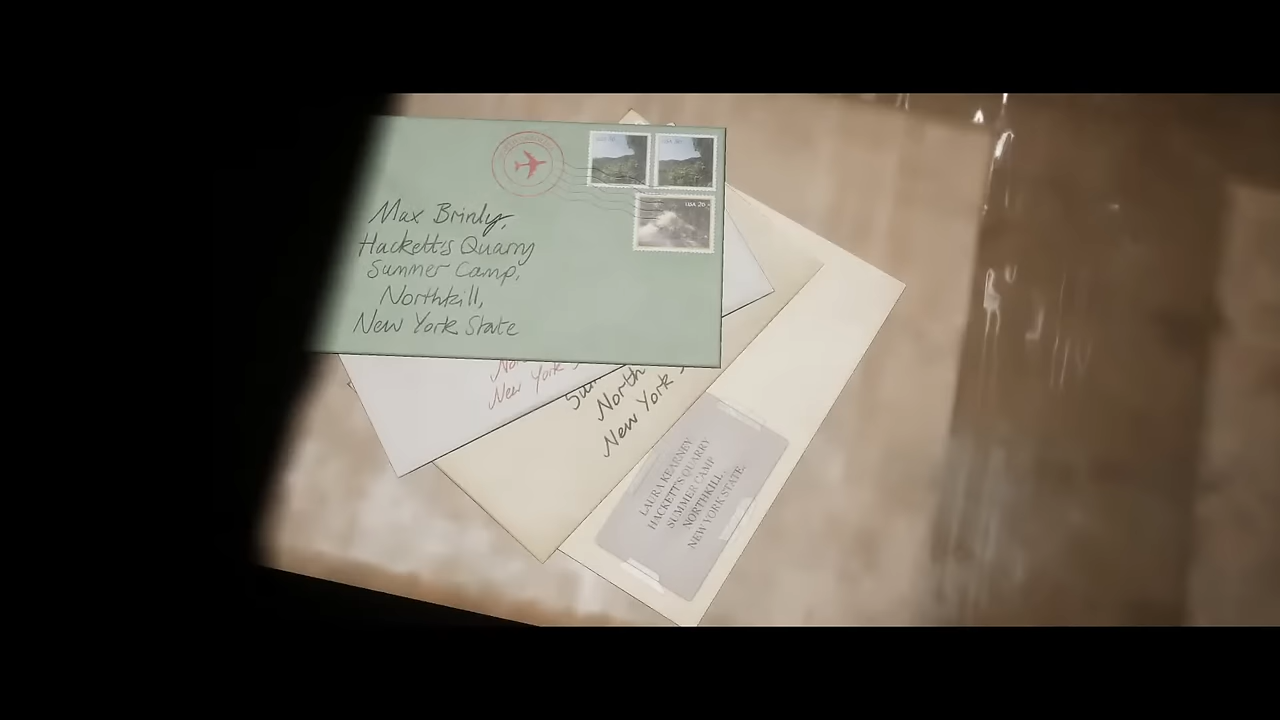 Max Brinly,
Hackett's Quarry
Summer Camp,
Northkill,
New York State
USA 26
New York
North
New York
LAURA KEARNEY
HACKETT'S QUARRY
SUMMER CAMP
NORTHKILL,
NEW YORK STATE.